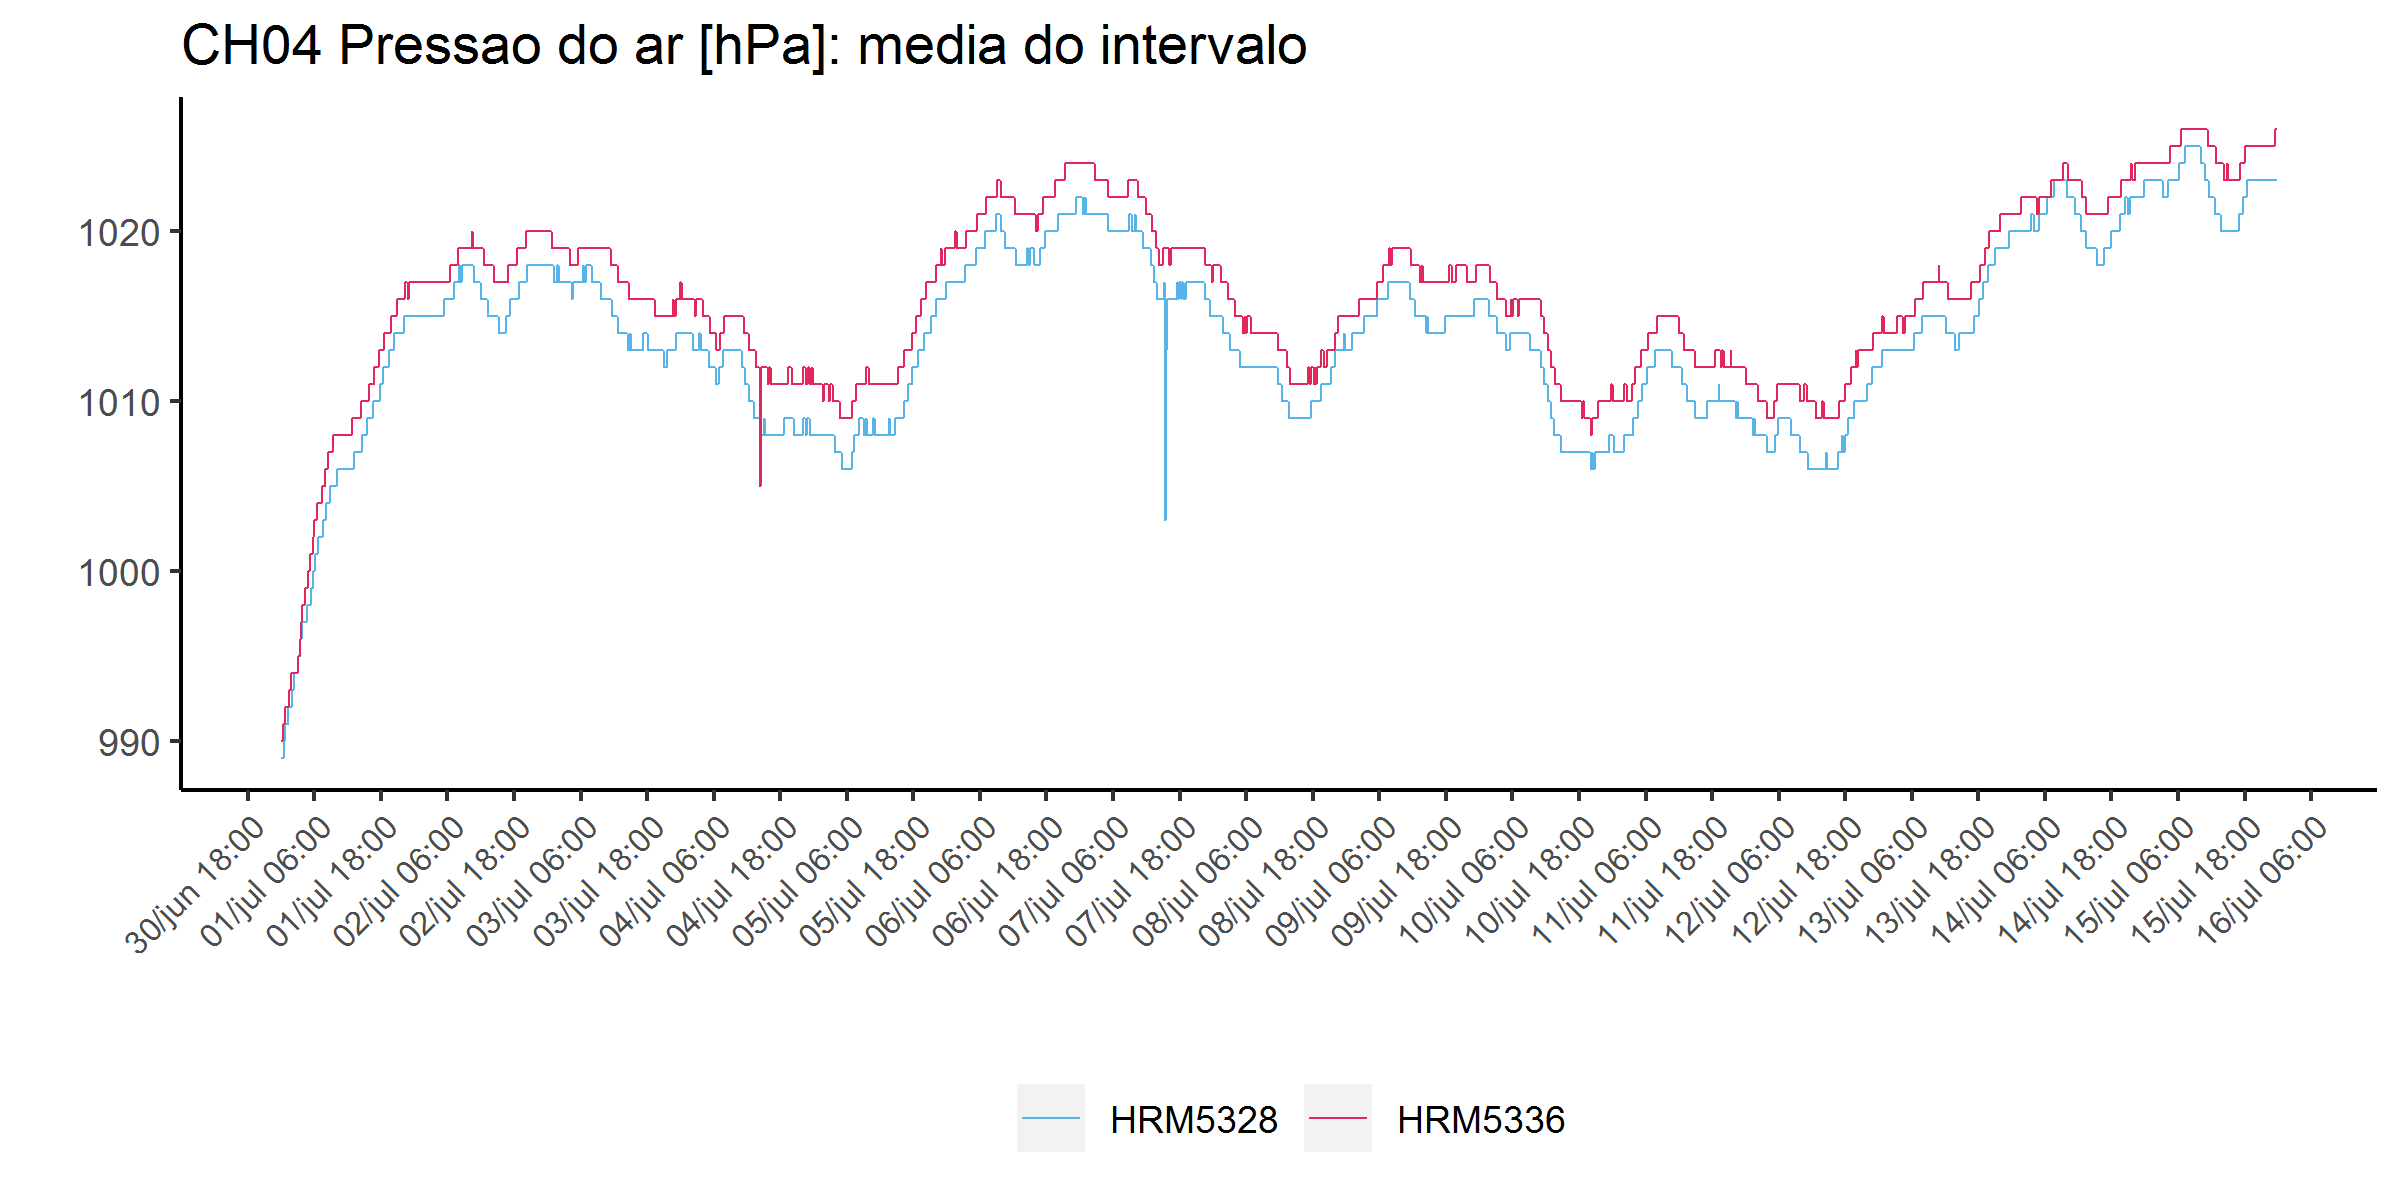 CH04 Pressao do ar [hPa]: media do intervalo
1020
1010
1000
990
30/jun 18:00
01/jul 06:00
01/jul 18:00
02/jul 06:00
02/jul 18:00
03/jul 06:00
03/jul 18:00
04/jul 06:00
04/jul 18:00
05/jul 06:00
05/jul 18:00
06/jul 06:00
06/jul 18:00
07/jul 06:00
07/jul 18:00
08/jul 06:00
08/jul 18:00
09/jul 06:00
09/jul 18:00
10/jul 06:00
10/jul 18:00
11/jul 06:00
11/jul 18:00
12/jul 06:00
12/jul 18:00
13/jul 06:00
13/jul 18:00
14/jul 06:00
14/jul 18:00
15/jul 06:00
15/jul 18:00
16/jul 06:00
HRM5328 HRM5336